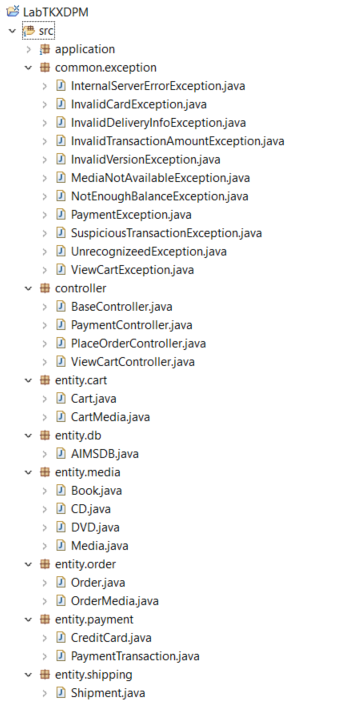 LabTKXDPM
src
application
common.exception
InternalServerErrorException.java
InvalidCardException.java
InvalidDeliveryInfoException.java
InvalidTransactionAmountException.java
InvalidVersionException.java
MediaNotAvailableException.java
NotEnoughBalanceException.java
PaymentException.java
SuspiciousTransactionException.java
UnrecognizeedException.java
ViewCartException.java
controller
BaseController.java
PaymentController.java
PlaceOrderController.java
ViewCartController.java
entity.cart
Cart.java
CartMedia.java
entity.db
AIMSDB.java
entity.media
Book.java
CD.java
DVD.java
Media.java
entity.order
Order.java
OrderMedia.java
entity.payment
CreditCard.java
PaymentTransaction.java
entity.shipping
Shipment.java